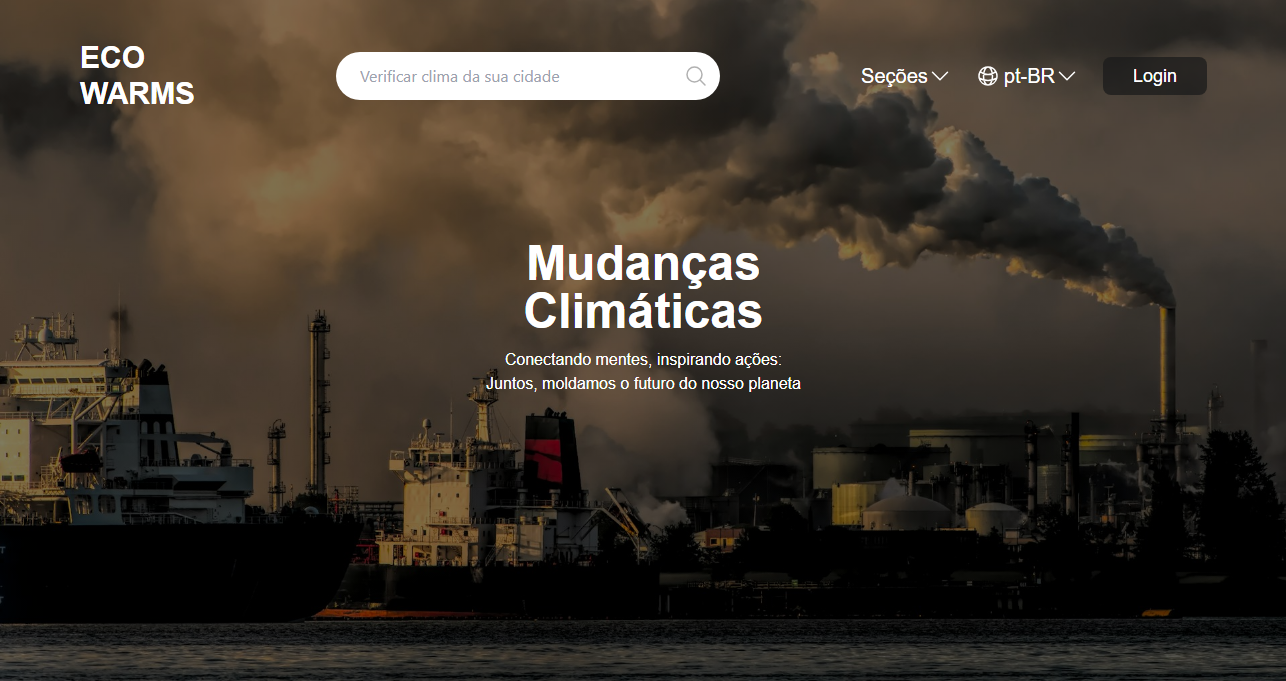 ECO
WARMS
Verificar clima da sua cidade
Seções
pt-BR
Login
Mudanças
Climáticas
Conectando mentes, inspirando ações:
Juntos, moldamos o futuro do nosso planeta